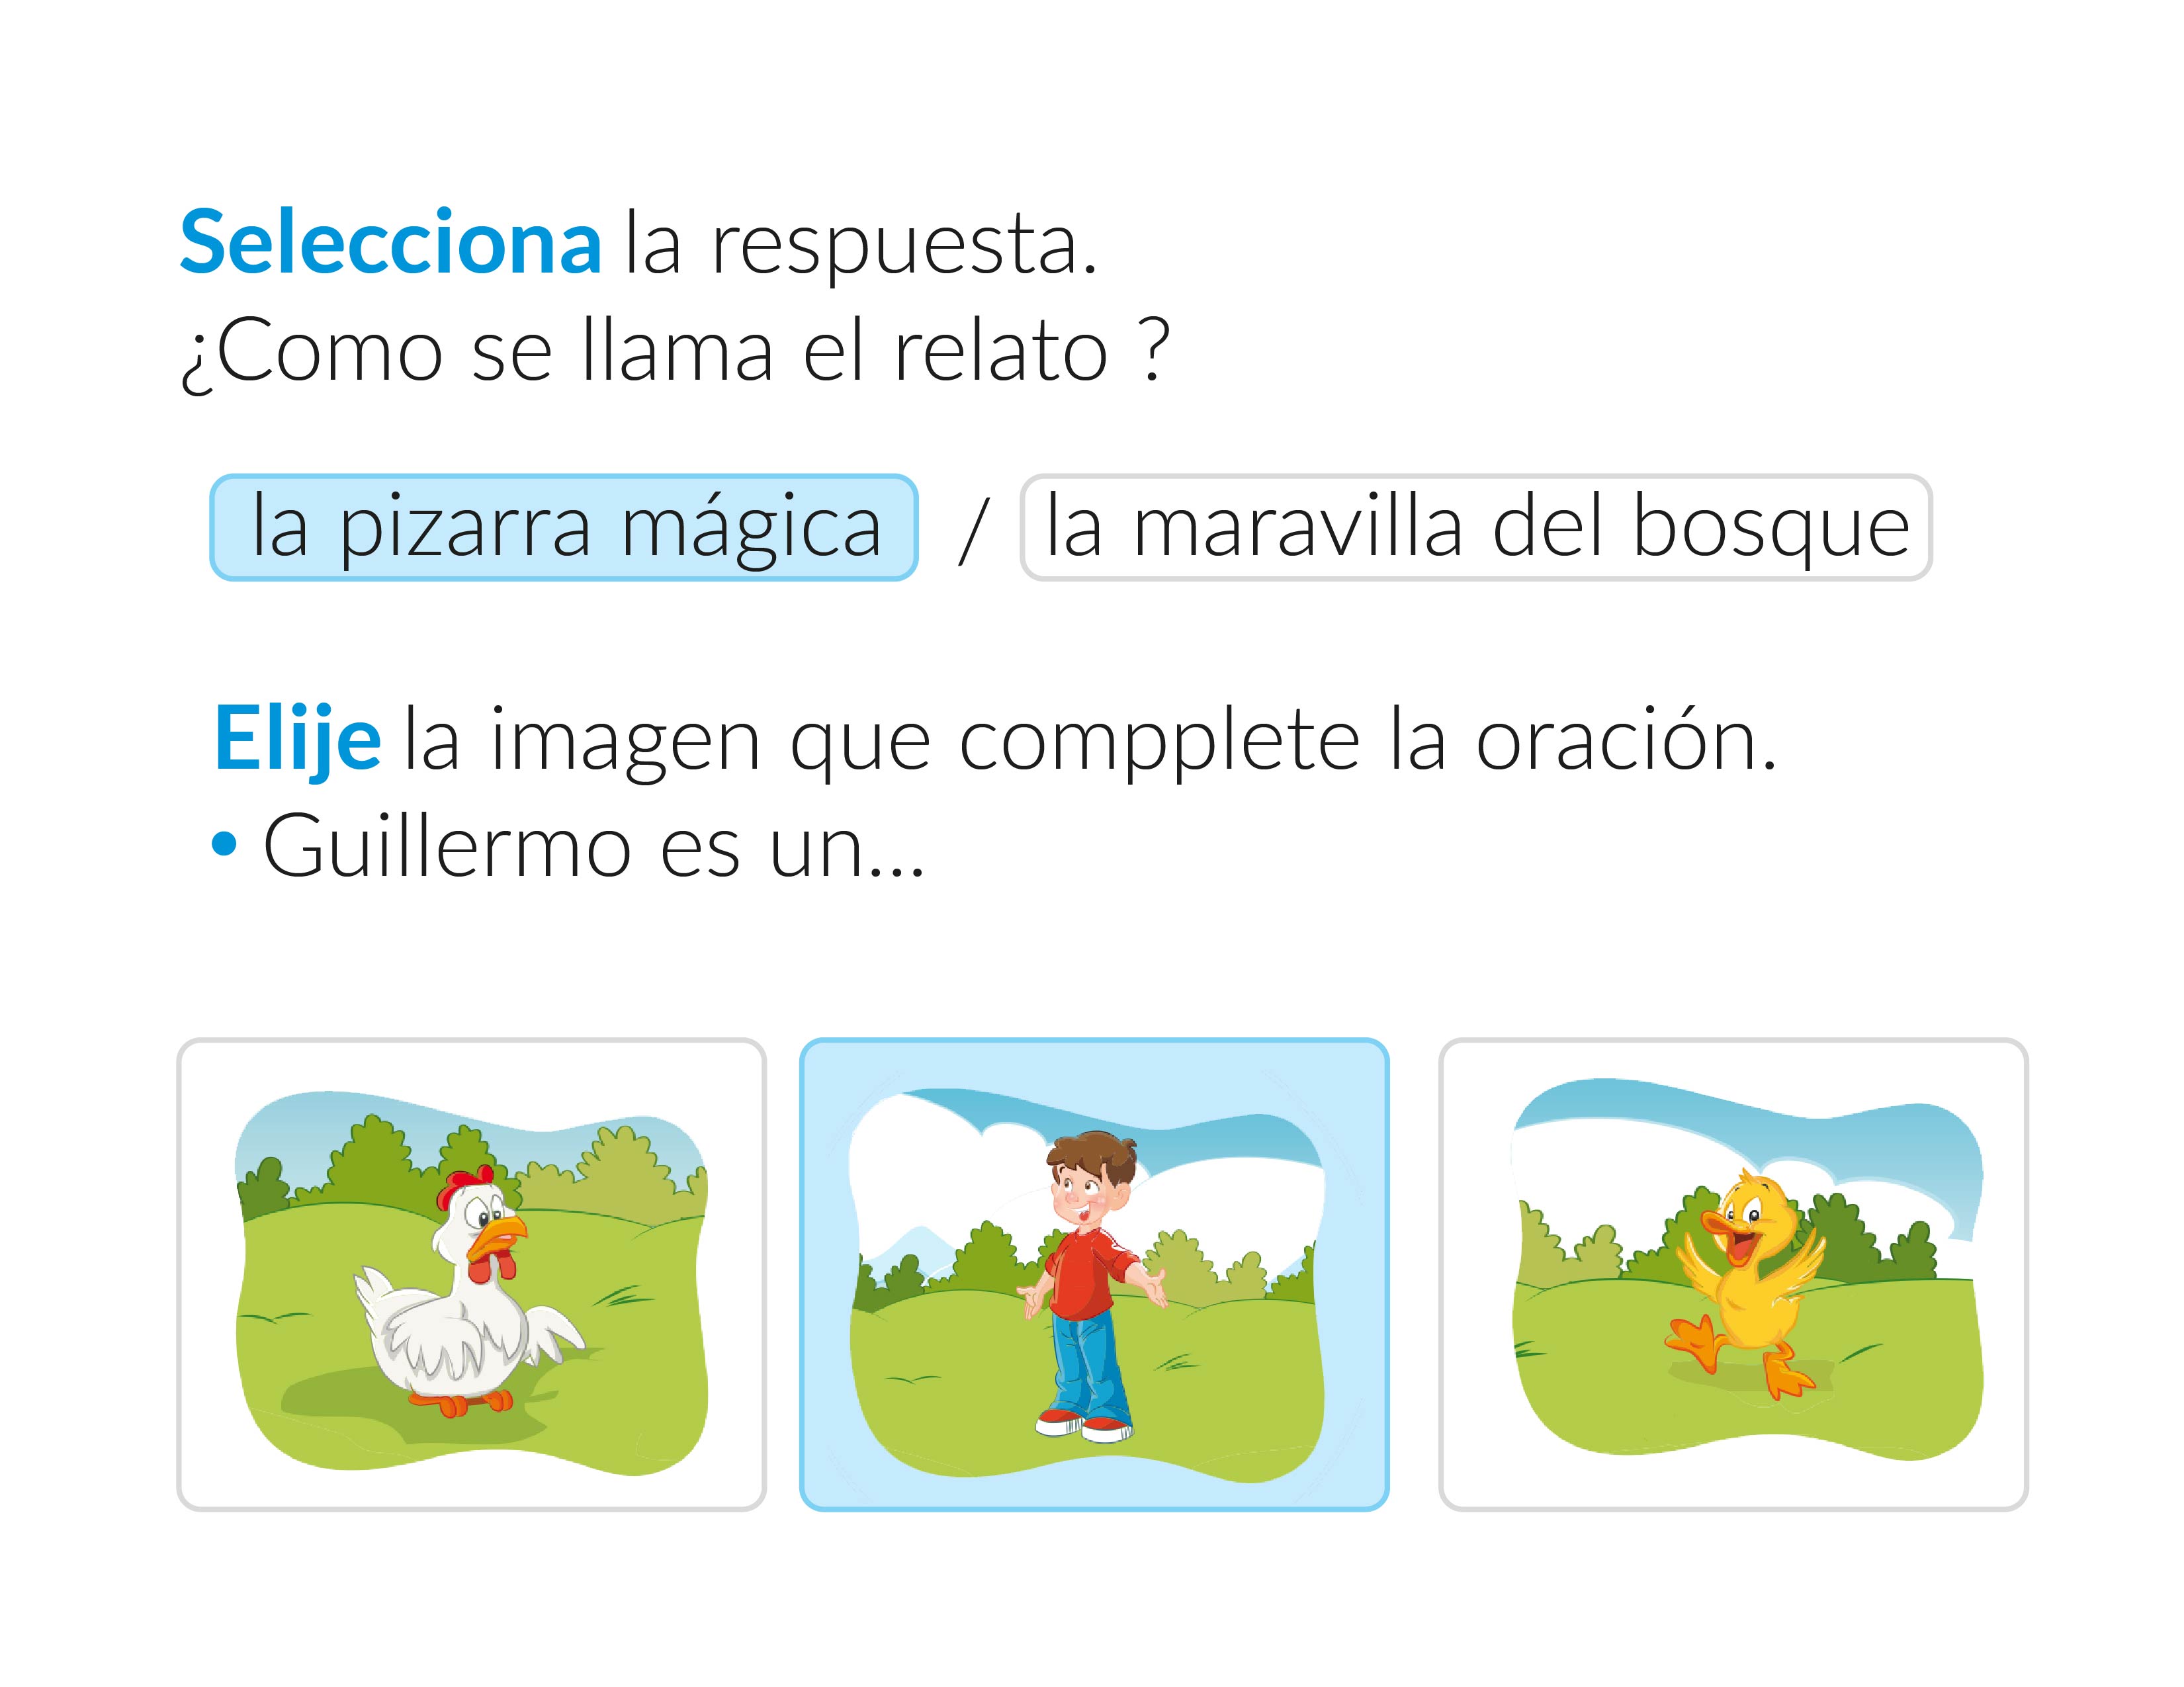 Selecciona la respuesta.
¿Como se llama el relato ?
la pizarra mágica / la maravilla del bosque
Elije la imagen que compplete la oración.
• Guillermo es un...